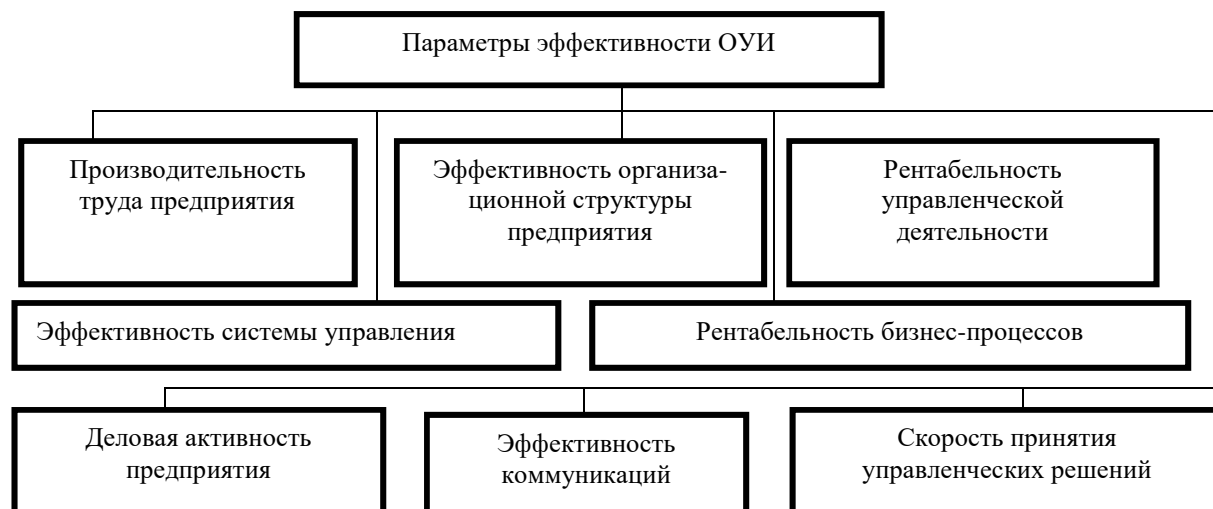 Параметры эффективности ОУИ
Производительность
труда предприятия
Эффективность организа-
ционной структуры
предприятия
Рентабельность
управленческой
деятельности
Эффективность системы управления
Рентабельность бизнес-процессов
Деловая активность
предприятия
Эффективность
коммуникаций
Скорость принятия
управленческих решений